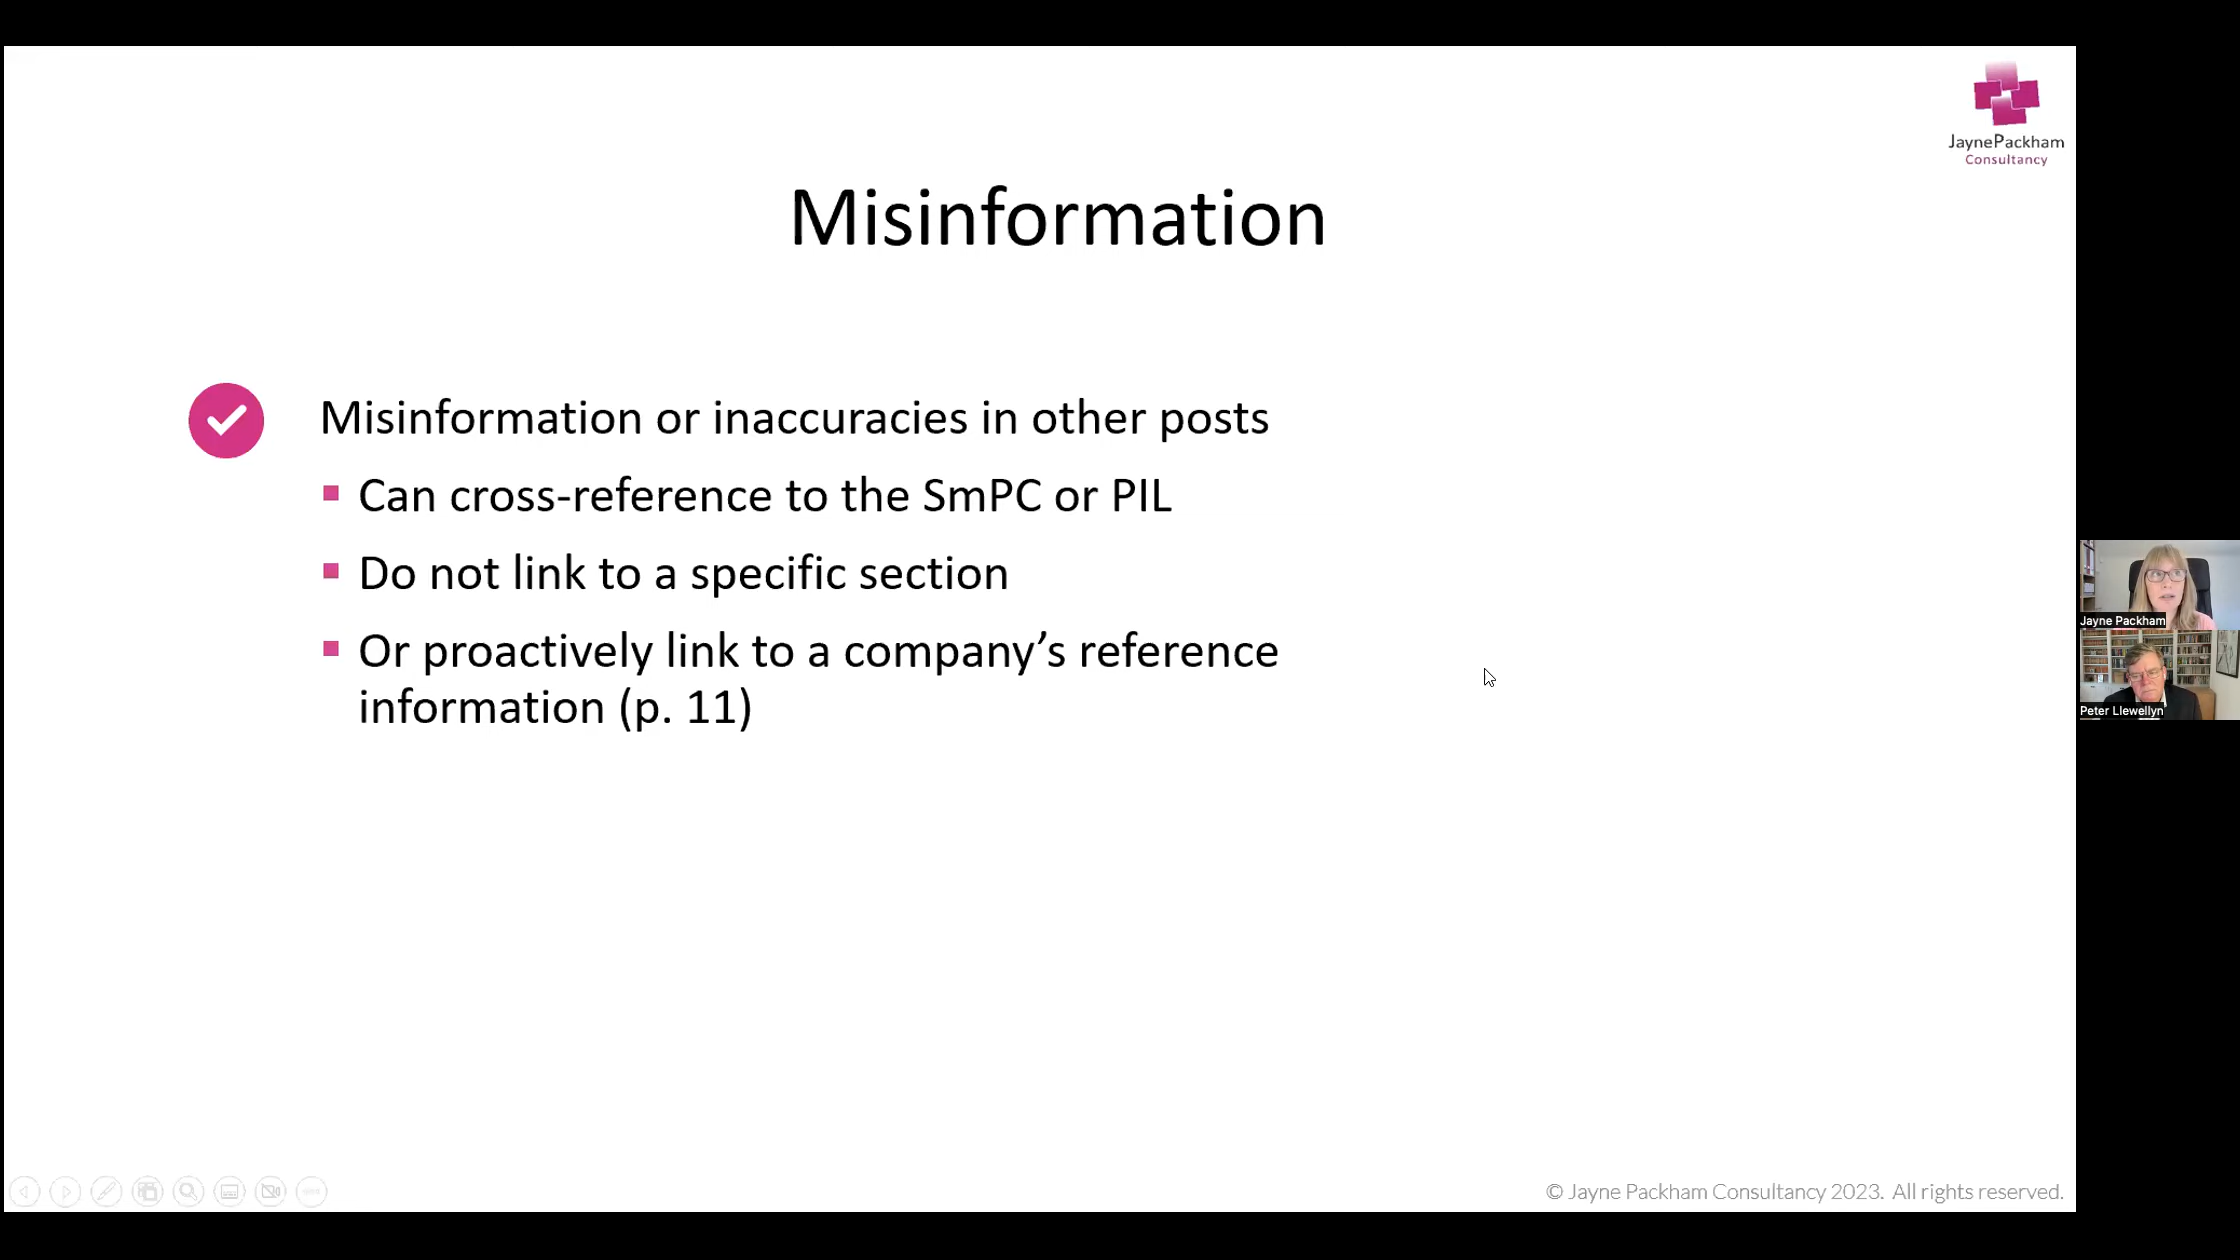 JaynePackham
Consultancy
Misinformation
Misinformation or inaccuracies in other posts
Can cross-reference to the SmPC or PIL
Do not link to a specific section
Or proactively link to a company’s reference
information (p. 11)
Jayne Packham
Peter Llewellyn
© Jayne Packham Consultancy 2023. All rights reserved.